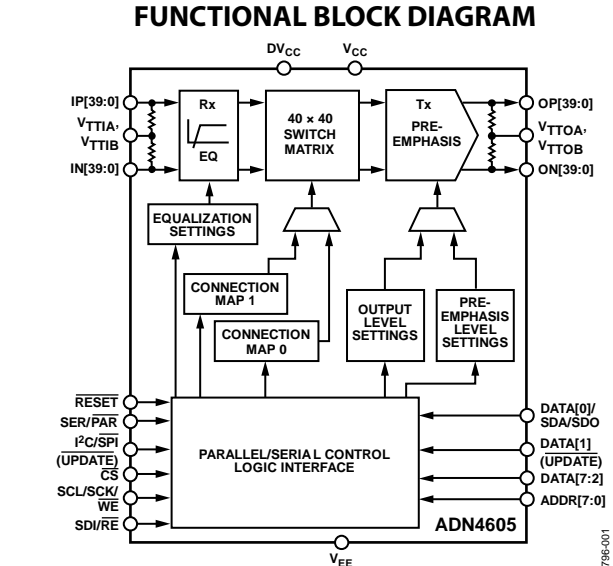 FUNCTIONAL BLOCK DIAGRAM
DVCC
VCC
IP[39:0]
VTTIA,
VTTIB
IN[39:0]
Rx
EQ
40 × 40
SWITCH
MATRIX
Tx
PRE-
EMPHASIS
OP[39:0]
VTTOA,
VTTOB
ON[39:0]
EQUALIZATION
SETTINGS
CONNECTION
MAP 1
CONNECTION
MAP 0
OUTPUT
LEVEL
SETTINGS
PRE-
EMPHASIS
LEVEL
SETTINGS
RESET
SER/PAR
I2C/SPI
(UPDATE)
CS
SCL/SCK/
WE
SDI/RE
PARALLEL/SERIAL CONTROL
LOGIC INTERFACE
DATA[0]/
SDA/SDO
DATA[1]
(UPDATE)
DATA[7:2]
ADDR[7:0]
ADN4605
VEE
796-001